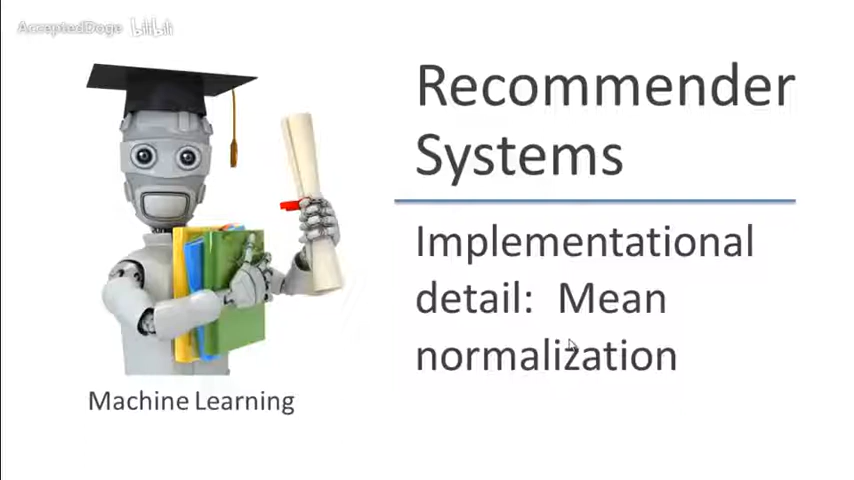 AcceptedDoge bilibili
Recommender
Systems
Implementational
detail: Mean
normalization
Machine Learning